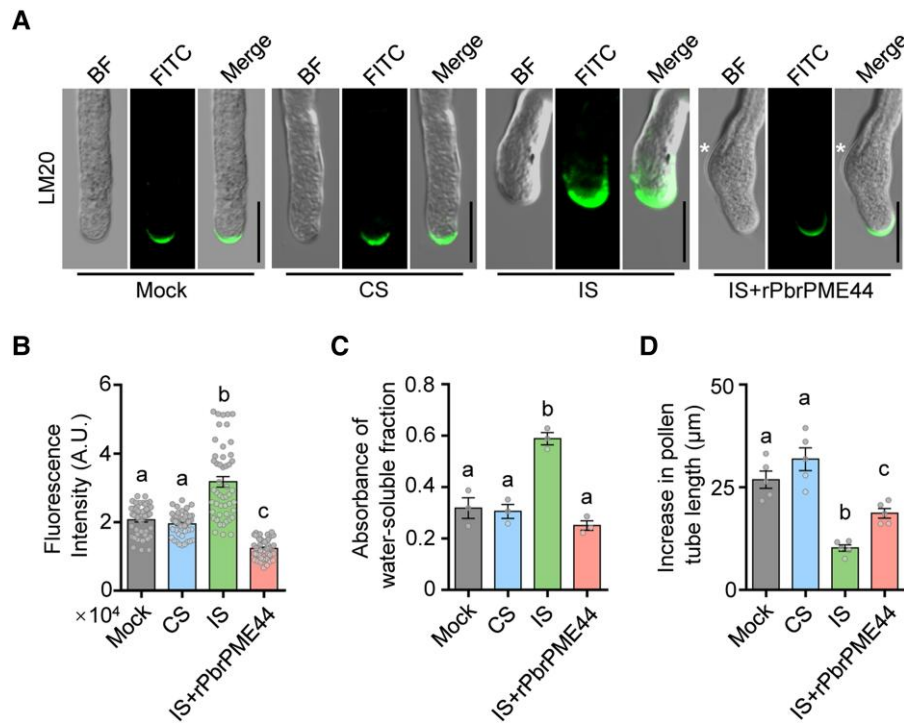 A
BF FITC Merge BF FITC Merge BF FITC Merge BF FITC Merge
LM20
* *
Mock CS IS IS+rPbrPME44
B
Fluorescence
Intensity (A.U.)
6
4
2
0
×10⁴
a a b c
Mock CS IS IS+rPbrPME44
C
Absorbance of
water-soluble fraction
0.8
0.6
0.4
0.2
0
a a b a
Mock CS IS IS+rPbrPME44
D
Increase in pollen
tube length (μm)
50
25
0
a a b c
Mock CS IS IS+rPbrPME44